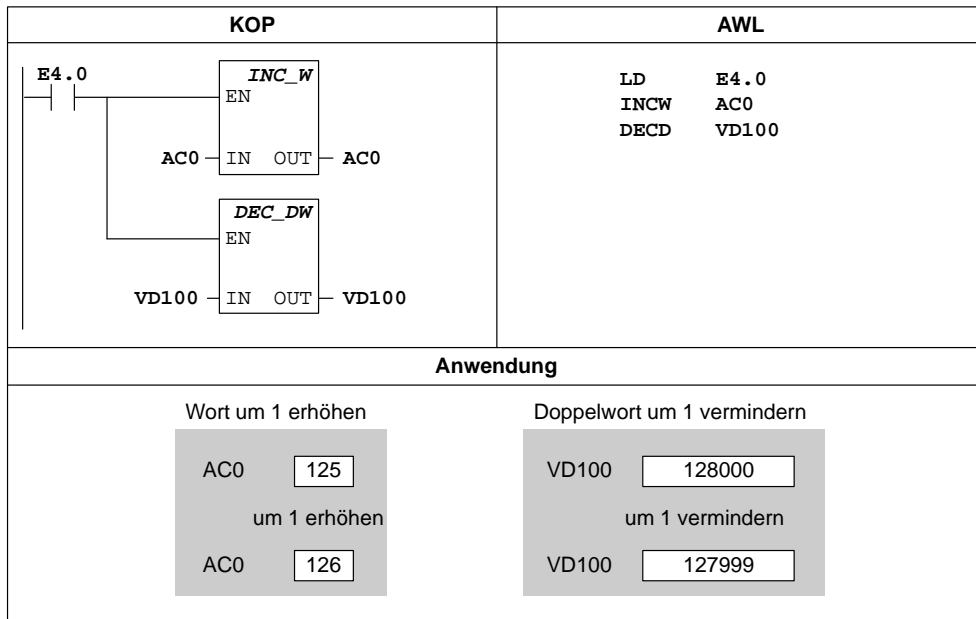 KOP
AWL
E4.0
INC_W
EN
AC0 IN OUT AC0
DEC_DW
EN
VD100 IN OUT VD100
LD E4.0
INCW AC0
DECD VD100
Anwendung
Wort um 1 erhöhen
AC0 125
um 1 erhöhen
AC0 126
Doppelwort um 1 vermindern
VD100 128000
um 1 vermindern
VD100 127999